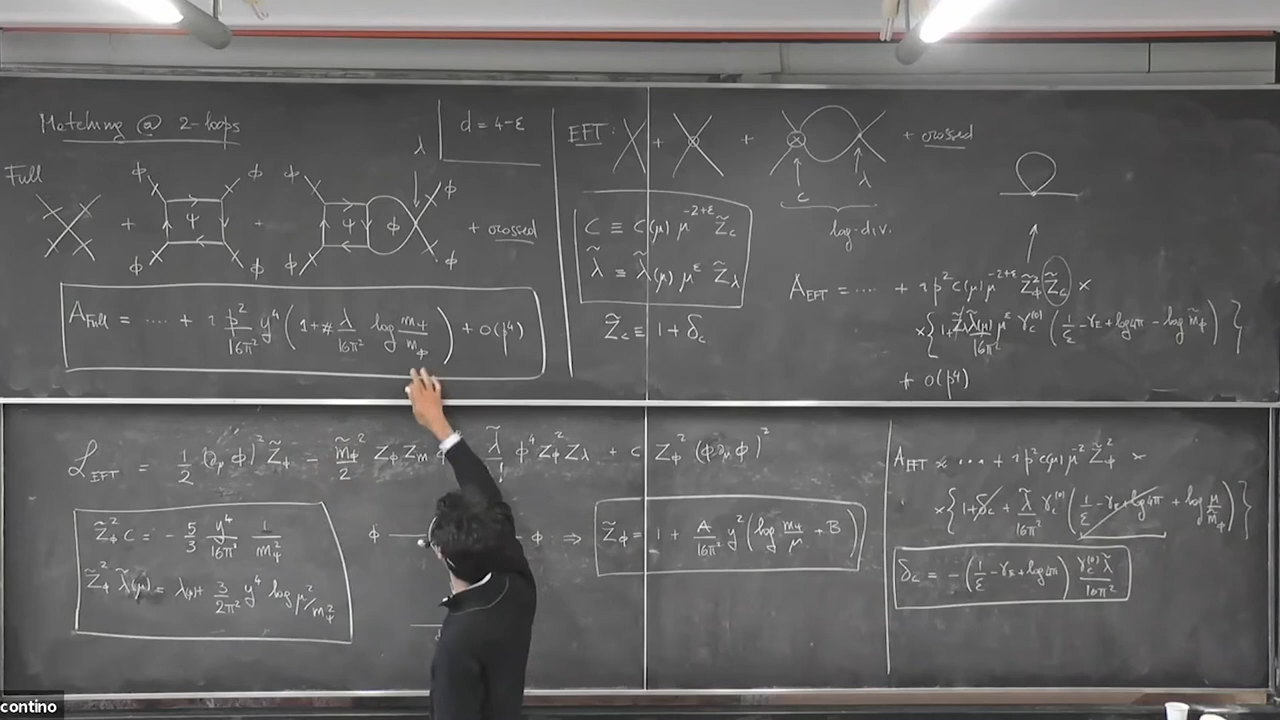 Matching @ 2-loops
d = 4-ε
Full
φ φ φ φ ψ
+
φ φ φ ψ φ λ
+ crossed
A_Full = ···· + i p²/16π² y⁴ (1 + # λ/16π² log m_ψ/m_φ) + O(p⁴)
EFT: + + + crossed
c λ
log-div.
C ≡ c(μ) μ^{-2+ε} Z̃_c
λ̃ ≡ λ̃(μ) μ^ε Z̃_λ
Z̃_c ≡ 1 + δ_c
A_EFT = ···· + i p² c(μ) μ^{-2+ε} Z̃_φ² Z̃_c ×
× { 1 + Z̃_λ λ̃(μ) μ^ε/16π² γ_c^{(0)} (1/ε - γ_E + log 4π - log m̃_φ) }
+ O(p⁴)
L_EFT = 1/2 (∂_μ φ)² Z̃_φ - m̃_φ²/2 Z_φ Z_m λ̃/! φ⁴ Z_φ² Z_λ + c Z_φ² (φ∂_μφ)²
Z̃_φ² c = - 5/3 y⁴/16π² 1/m_ψ²
Z̃_φ² λ̃(μ) = λ(μ) + 3/2π² y⁴ log μ²/m_ψ²
φ — φ ⇒ Z̃_φ = 1 + A/16π² y² (log m_ψ/μ + B)
A_EFT × ···· + i p² c(μ) μ^{-2} Z̃_φ² ×
× { 1 + δ_c + λ̃/16π² γ_c^{(0)} (1/ε - γ_E + log 4π + log μ/m̃_φ) }
δ_c = - (1/ε - γ_E + log 4π) γ_c^{(0)} λ̃/16π²
contino